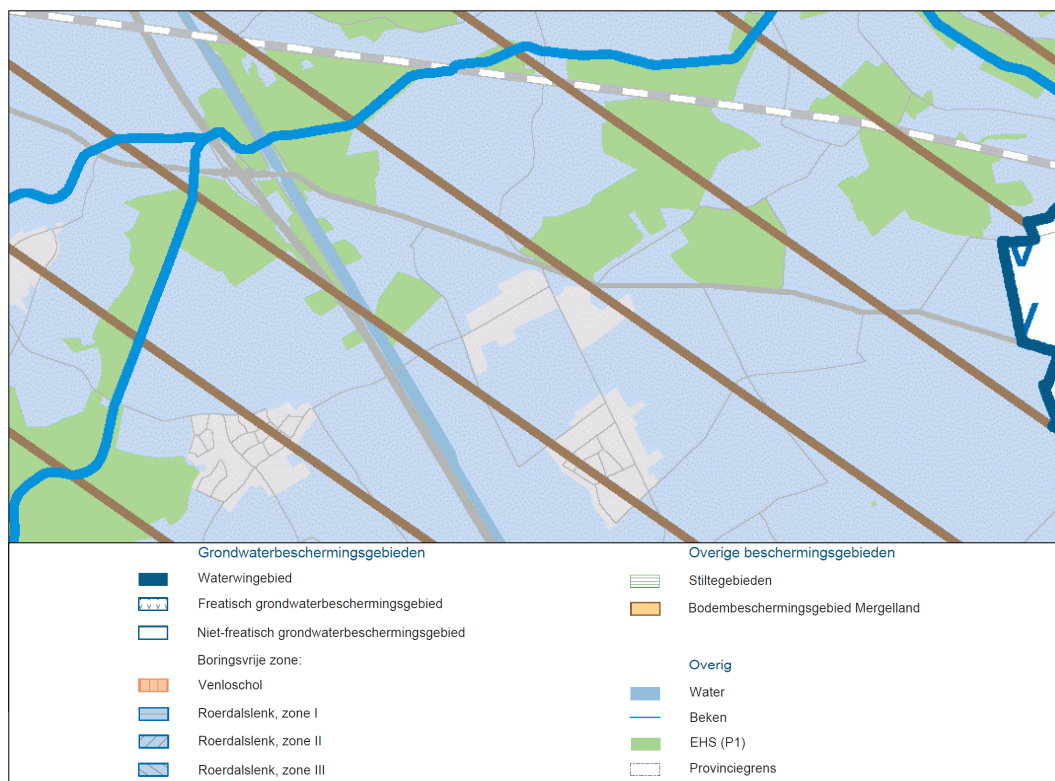 Grondwaterbeschermingsgebieden
Waterwingebied
Freatisch grondwaterbeschermingsgebied
Niet-freatisch grondwaterbeschermingsgebied
Boringsvrije zone:
Venloschol
Roerdalslenk, zone I
Roerdalslenk, zone II
Roerdalslenk, zone III
Overige beschermingsgebieden
Stiltegebieden
Bodembeschermingsgebied Mergelland
Overig
Water
Beken
EHS (P1)
Provinciegrens